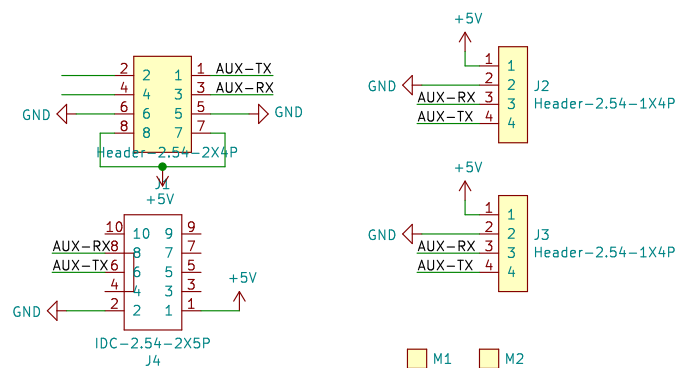 2 2 1 1 AUX-TX
4 4 3 3 AUX-RX
GND 6 6 5 5 GND
8 8 7 7
Header-2.54-2X4P
J1
+5V
10 10 9 9
AUX-RX 8 8 7 7
AUX-TX 6 6 5 5
4 4 3 3
GND 2 2 1 1 +5V
IDC-2.54-2X5P
J4
+5V
1 1
GND 2 2 J2
AUX-RX 3 3 Header-2.54-1X4P
AUX-TX 4 4
+5V
1 1
GND 2 2 J3
AUX-RX 3 3 Header-2.54-1X4P
AUX-TX 4 4
M1 M2